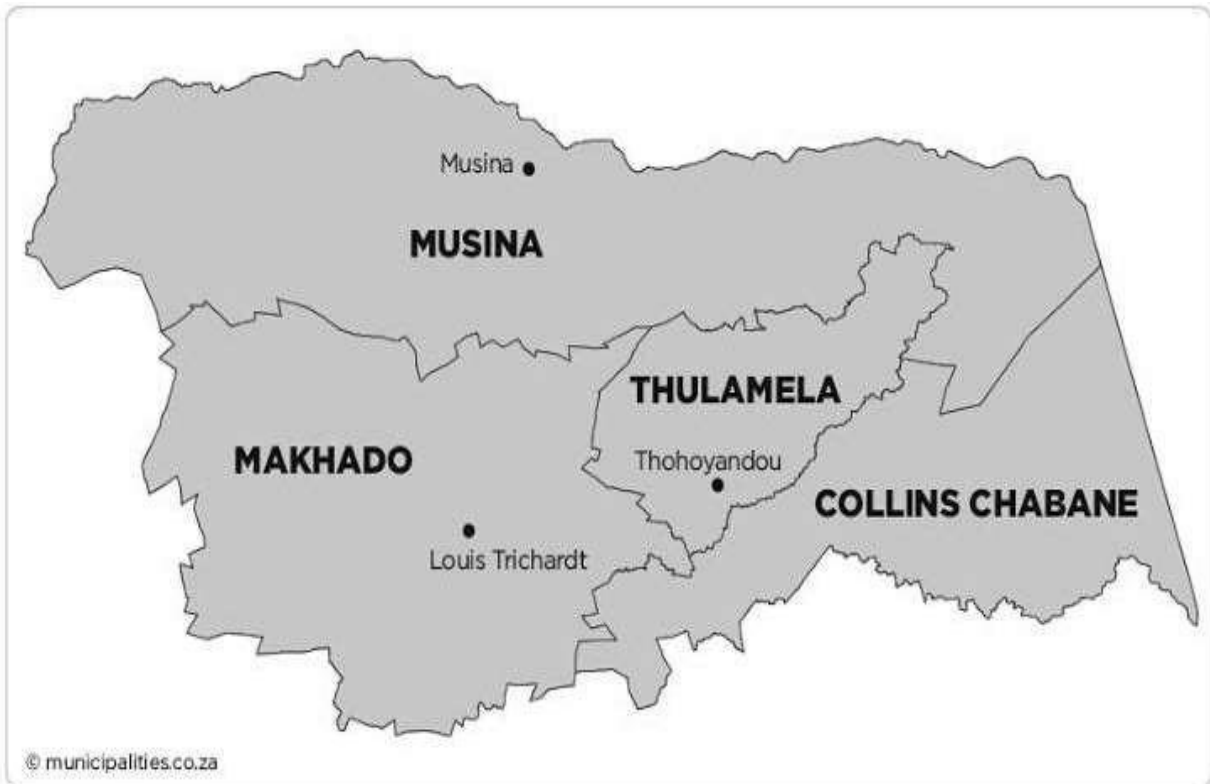 Musina
MUSINA
THULAMELA
MAKHADO
Thohoyandou
COLLINS CHABANE
Louis Trichardt
© municipalities.co.za